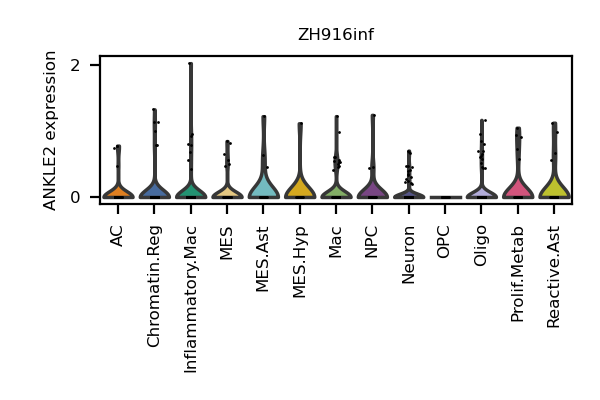 ZH916inf
ANKLE2 expression
2
0
AC
Chromatin.Reg
Inflammatory.Mac
MES
MES.Ast
MES.Hyp
Mac
NPC
Neuron
OPC
Oligo
Prolif.Metab
Reactive.Ast